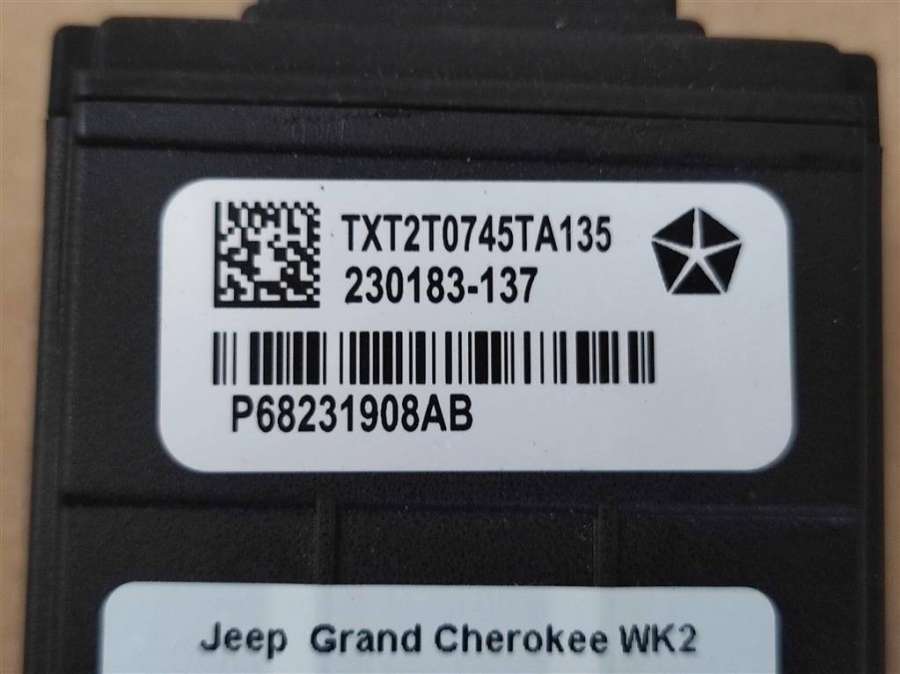 TXT2T0745TA135
230183-137
P68231908AB
Jeep Grand Cherokee WK2